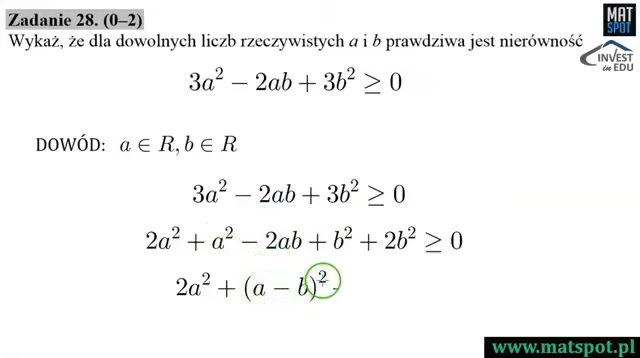 Zadanie 28. (0–2)
MAT
SPOT
Wykaż, że dla dowolnych liczb rzeczywistych a i b prawdziwa jest nierówność
INVEST
in EDU
3a² − 2ab + 3b² ≥ 0
DOWÓD: a ∈ R, b ∈ R
3a² − 2ab + 3b² ≥ 0
2a² + a² − 2ab + b² + 2b² ≥ 0
2a² + (a − b)² -
www.matspot.pl